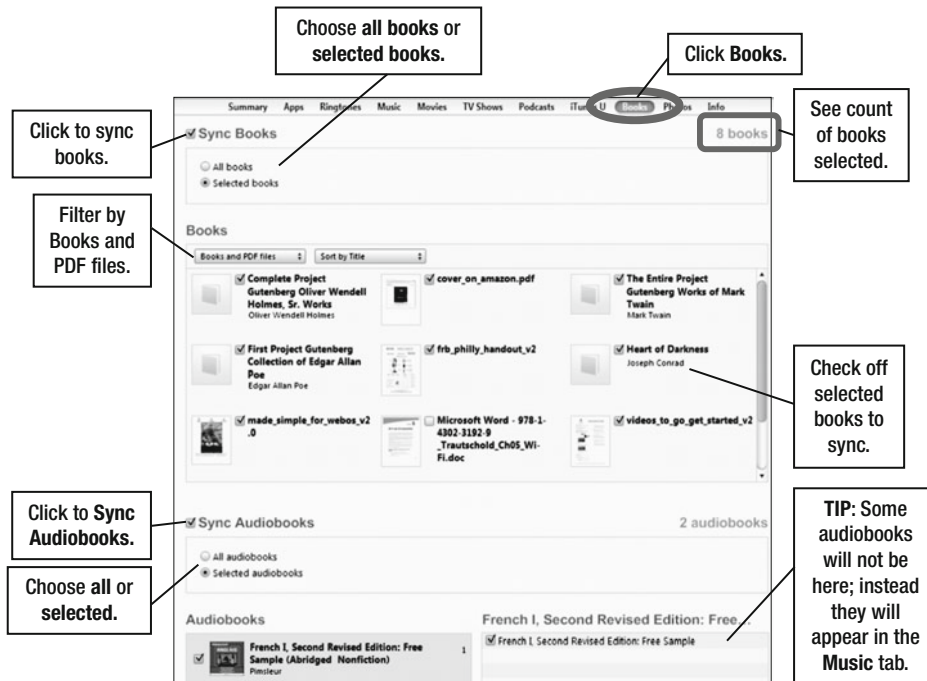 Choose all books or
selected books.
Click Books.
Summary Apps Ringtones Music Movies TV Shows Podcasts iTunes U Books Photos Info
Click to sync
books.
Sync Books
8 books
See count
of books
selected.
All books
Selected books
Filter by
Books and
PDF files.
Books
Books and PDF files
Sort by Title
Complete Project
Gutenberg Oliver Wendell
Holmes, Sr. Works
Oliver Wendell Holmes
cover_on_amazon.pdf
The Entire Project
Gutenberg Works of Mark
Twain
Mark Twain
First Project Gutenberg
Collection of Edgar Allan
Poe
Edgar Allan Poe
frb_philly_handout_v2
Heart of Darkness
Joseph Conrad
Check off
selected
books to
sync.
made_simple_for_webos_v2
.0
Microsoft Word - 978-1-
4302-3192-9
_Trautschold_Ch05_Wi-
Fi.doc
videos_to_go_get_started_v2
Click to Sync
Audiobooks.
Sync Audiobooks
2 audiobooks
All audiobooks
Selected audiobooks
Choose all or
selected.
TIP: Some
audiobooks
will not be
here; instead
they will
appear in the
Music tab.
Audiobooks
French I, Second Revised Edition: Free
Sample (Abridged Nonfiction)
Pimsleur
1
French I, Second Revised Edition: Free...
French I, Second Revised Edition: Free Sample